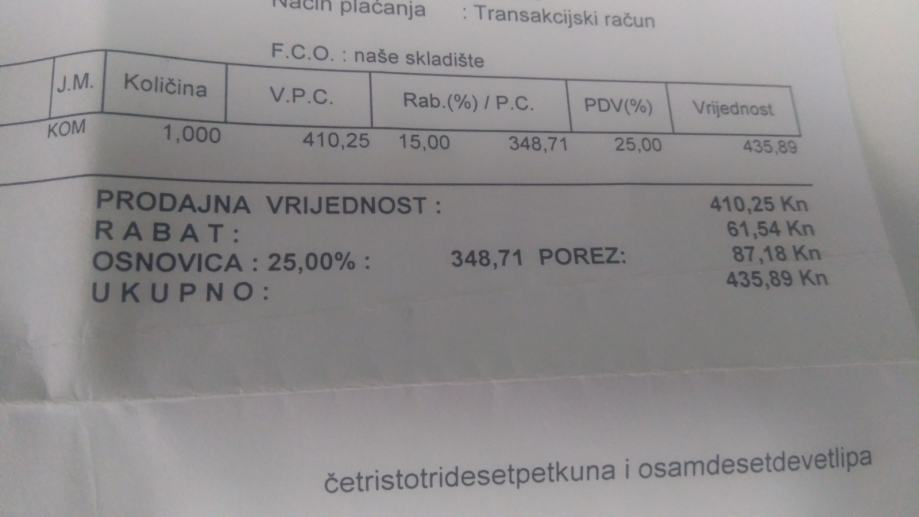 Način plaćanja : Transakcijski račun
F.C.O. : naše skladište
J.M. Količina V.P.C. Rab.(%) / P.C. PDV(%) Vrijednost
KOM 1,000 410,25 15,00 348,71 25,00 435,89
PRODAJNA VRIJEDNOST : 410,25 Kn
R A B A T : 61,54 Kn
OSNOVICA : 25,00% : 348,71 POREZ: 87,18 Kn
U K U P N O : 435,89 Kn
četristotridesetpetkuna i osamdesetdevetlipa